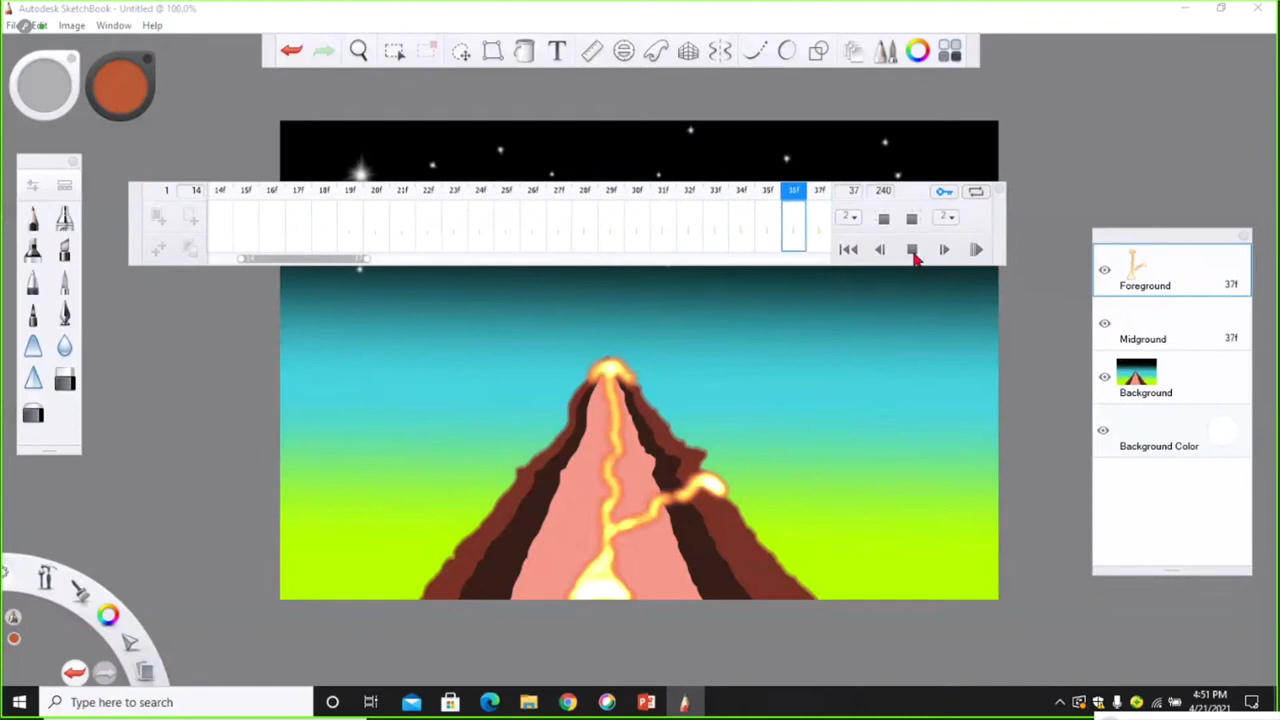 Autodesk SketchBook - Untitled @ 100,0%
File Edit Image Window Help
T
1 14 14f 15f 16f 17f 18f 19f 20f 21f 22f 23f 24f 25f 26f 27f 28f 29f 30f 31f 32f 33f 34f 35f 36f 37f 37 240
2 2
Foreground 37f
Midground 37f
Background
Background Color
Type here to search
4:51 PM
4/21/2021